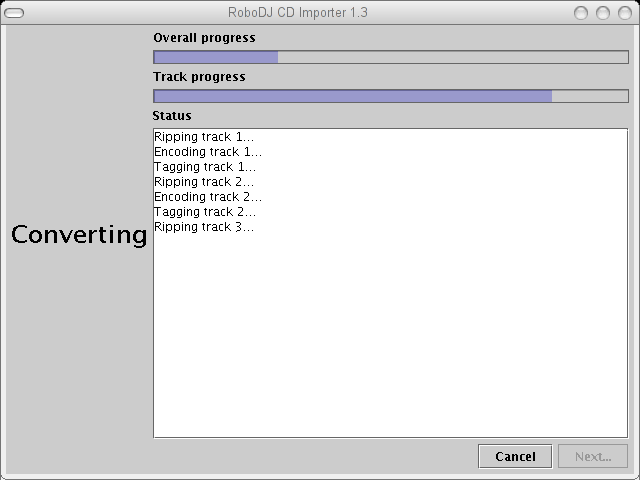 RoboDJ CD Importer 1.3
Overall progress
Track progress
Status
Ripping track 1...
Encoding track 1...
Tagging track 1...
Ripping track 2...
Encoding track 2...
Tagging track 2...
Ripping track 3...
Converting
Cancel
Next...